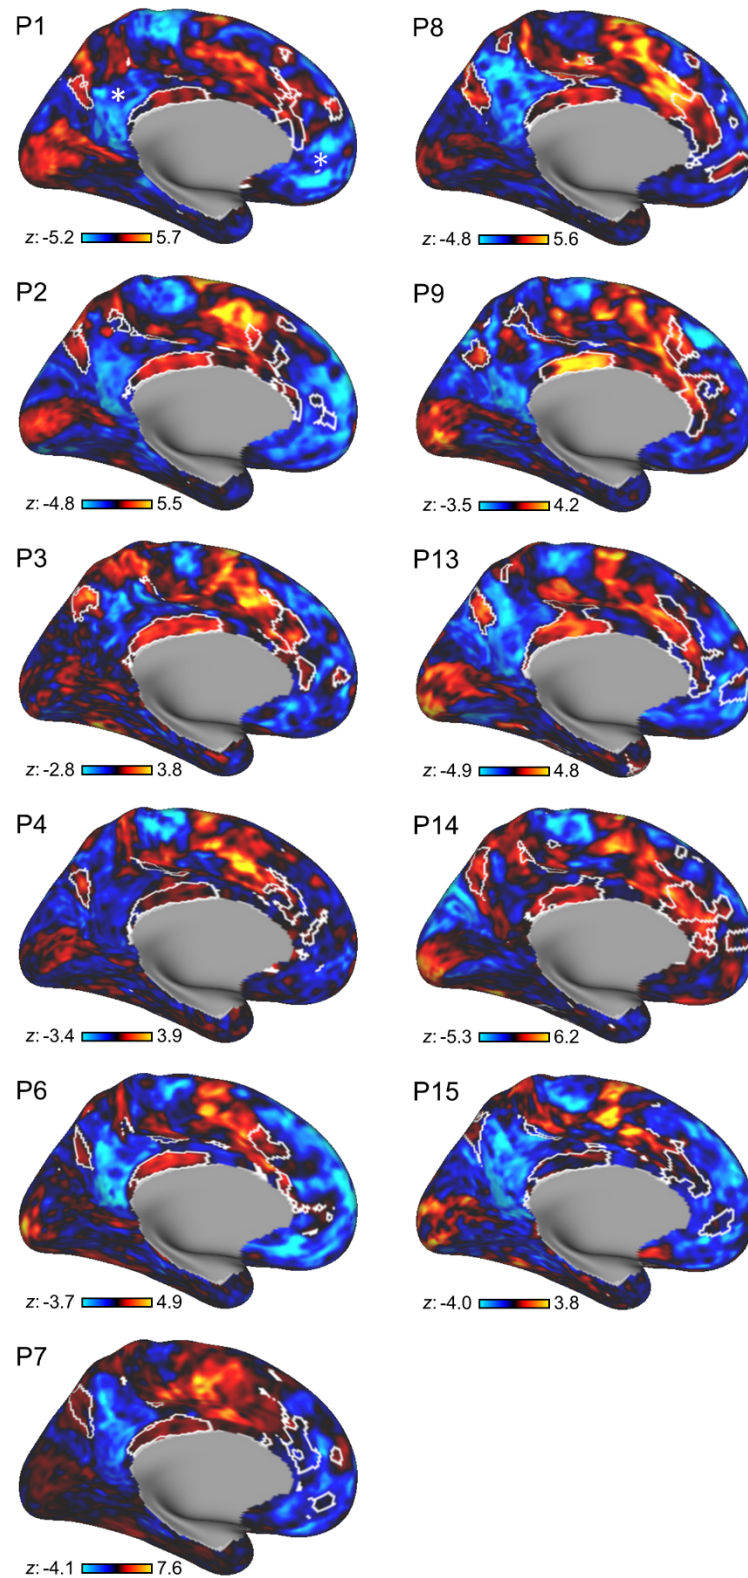 P1
*
*
z: -5.2 5.7
P2
z: -4.8 5.5
P3
z: -2.8 3.8
P4
z: -3.4 3.9
P6
z: -3.7 4.9
P7
z: -4.1 7.6
P8
z: -4.8 5.6
P9
z: -3.5 4.2
P13
z: -4.9 4.8
P14
z: -5.3 6.2
P15
z: -4.0 3.8